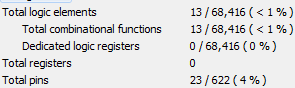 Total logic elements 13 / 68,416 ( < 1 % )
Total combinational functions 13 / 68,416 ( < 1 % )
Dedicated logic registers 0 / 68,416 ( 0 % )
Total registers 0
Total pins 23 / 622 ( 4 % )